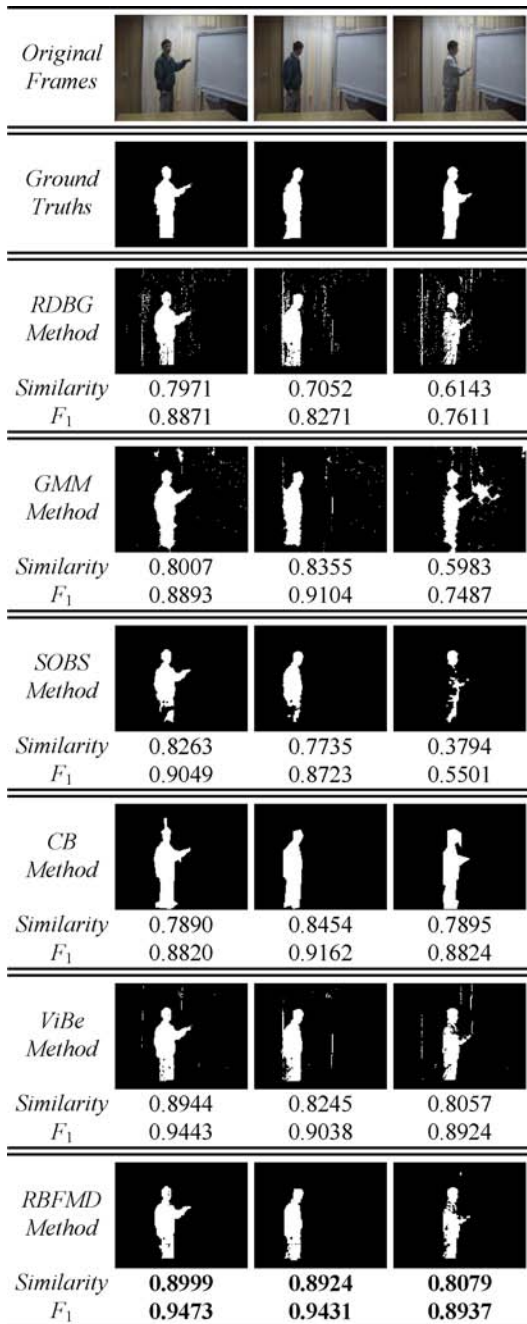 Original
Frames
Ground
Truths
RDBG
Method
Similarity 0.7971 0.7052 0.6143
F1 0.8871 0.8271 0.7611
GMM
Method
Similarity 0.8007 0.8355 0.5983
F1 0.8893 0.9104 0.7487
SOBS
Method
Similarity 0.8263 0.7735 0.3794
F1 0.9049 0.8723 0.5501
CB
Method
Similarity 0.7890 0.8454 0.7895
F1 0.8820 0.9162 0.8824
ViBe
Method
Similarity 0.8944 0.8245 0.8057
F1 0.9443 0.9038 0.8924
RBFMD
Method
Similarity 0.8999 0.8924 0.8079
F1 0.9473 0.9431 0.8937